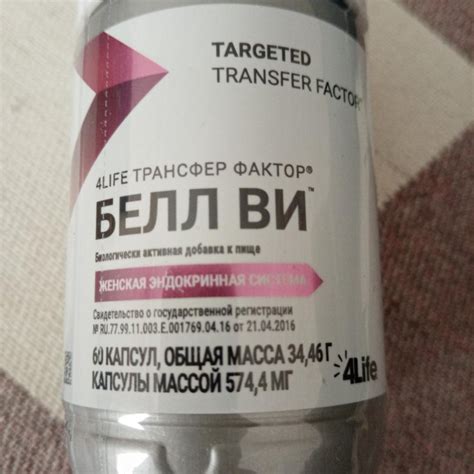 TARGETED
TRANSFER FACTOR
4LIFE ТРАНСФЕР ФАКТОР®
БЕЛЛ ВИ™
Биологически активная добавка к пище
ЖЕНСКАЯ ЭНДОКРИННАЯ СИСТЕМА
Свидетельство о государственной регистрации
№ RU.77.99.11.003.Е.001769.04.16 от 21.04.2016
60 КАПСУЛ, ОБЩАЯ МАССА 34,46 Г
КАПСУЛЫ МАССОЙ 574,4 МГ
4Life